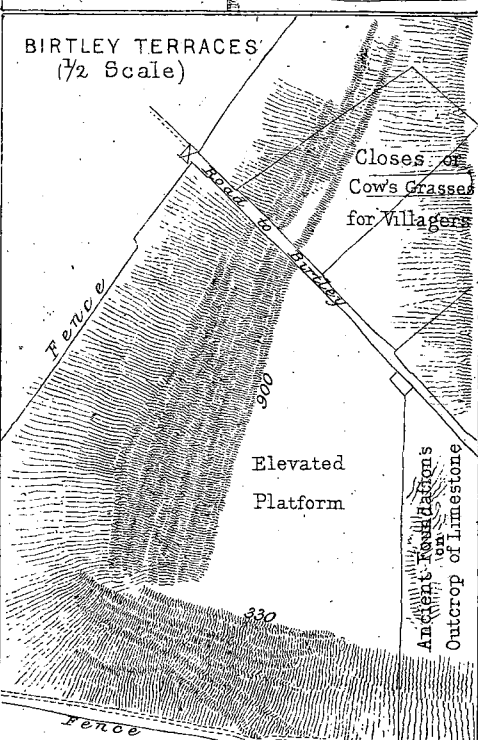 BIRTLEY TERRACES
(1/2 Scale)
Closes or
Cow's Grasses
for Villagers
Road to Birtley
Fence
900
Elevated
Platform
Ancient Foundations
on
Outcrop of Limestone
330
Fence